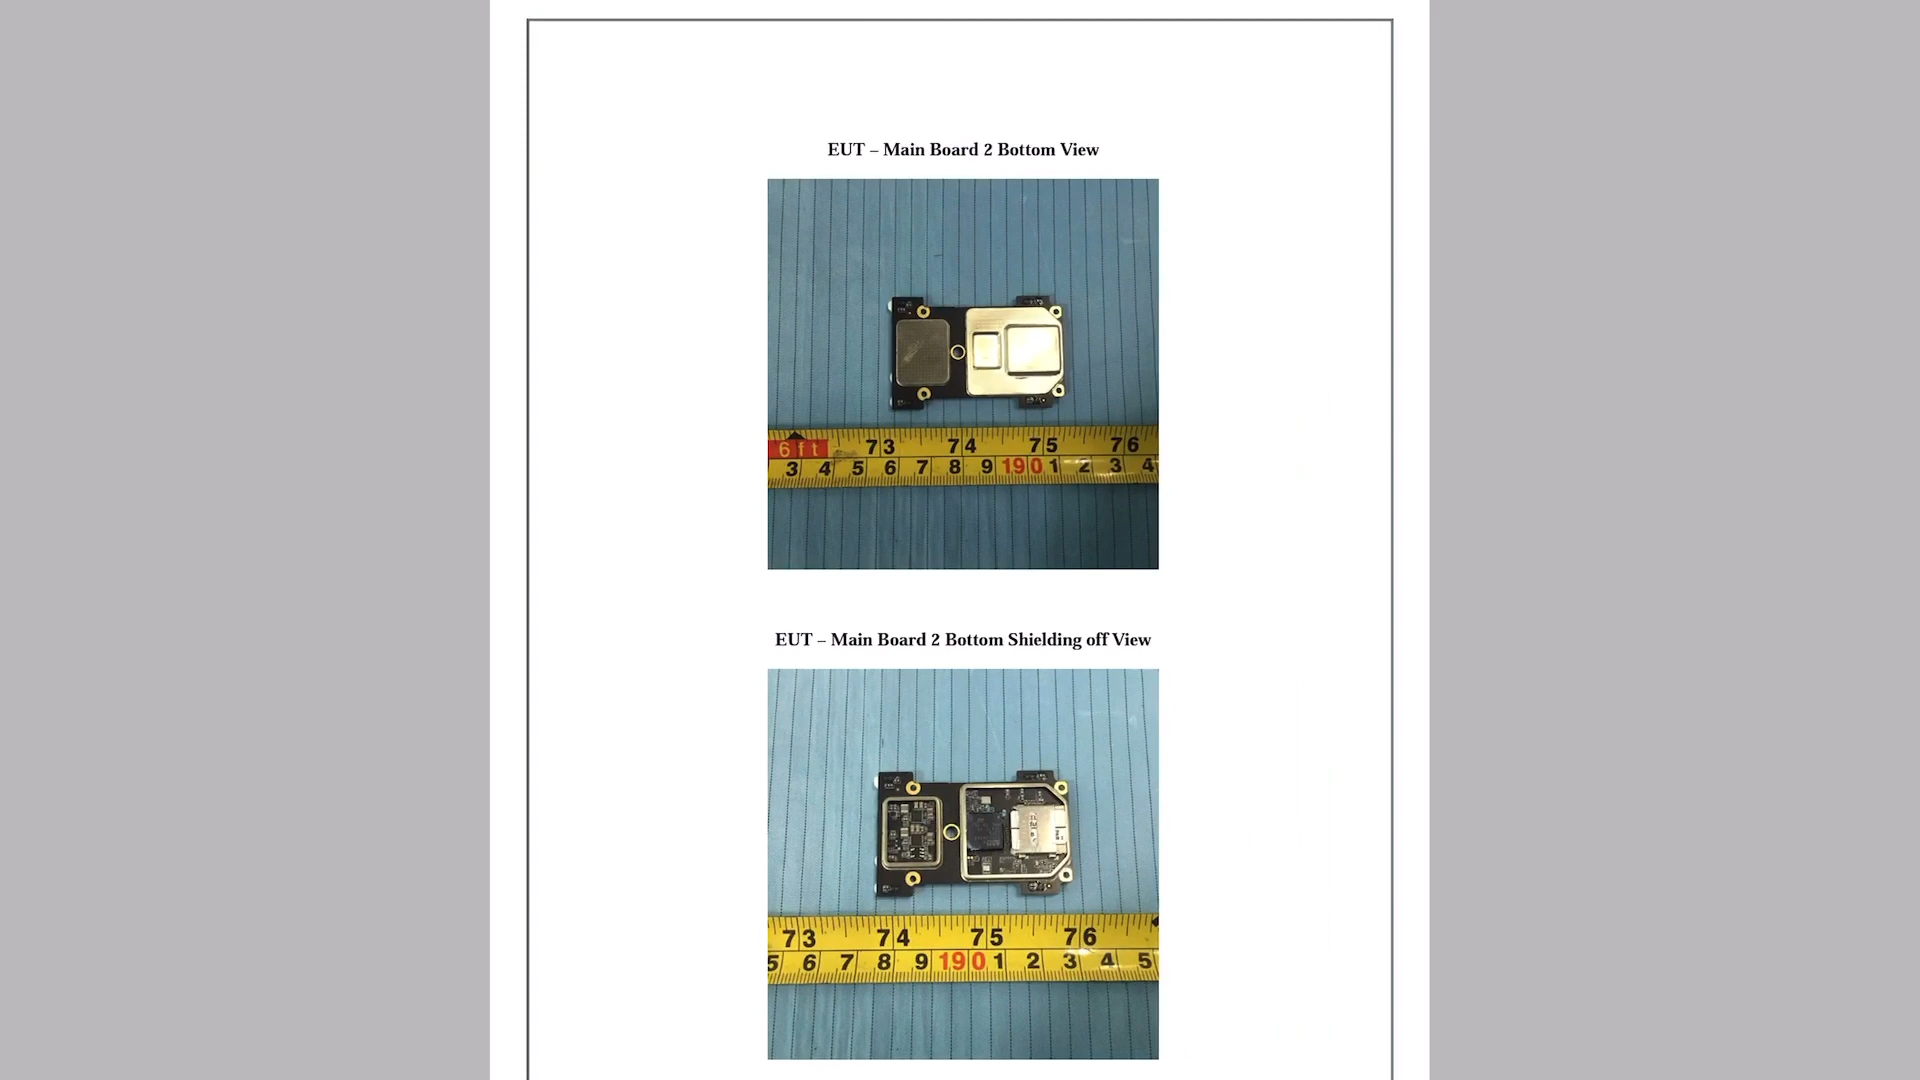 EUT – Main Board 2 Bottom View
6ft 73 74 75 76
3 4 5 6 7 8 9 190 1 2 3 4
EUT – Main Board 2 Bottom Shielding off View
73 74 75 76
5 6 7 8 9 190 1 2 3 4 5